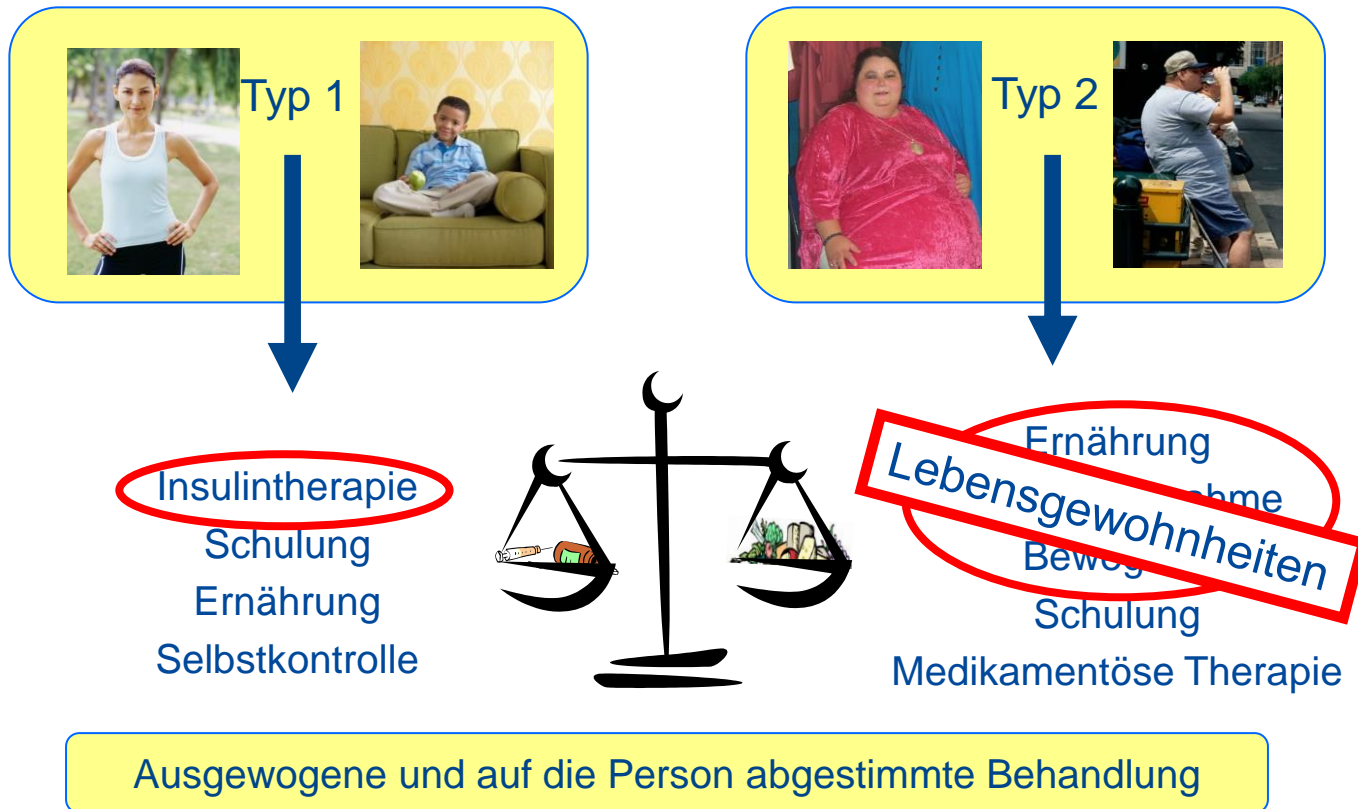 Typ 1
Typ 2
Insulintherapie
Schulung
Ernährung
Selbstkontrolle
Ernährung
Lebensgewohnheiten
Schulung
Medikamentöse Therapie
Ausgewogene und auf die Person abgestimmte Behandlung